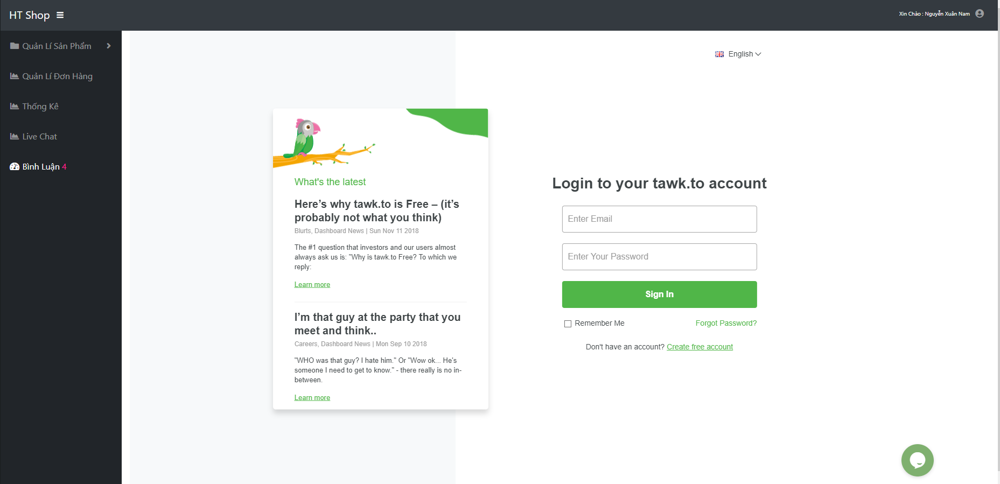 HT Shop
Xin Chào : Nguyễn Xuân Nam
Quản Lí Sản Phẩm
Quản Lí Đơn Hàng
Thống Kê
Live Chat
Bình Luận 4
English
What's the latest
Here’s why tawk.to is Free – (it’s
probably not what you think)
Blurts, Dashboard News | Sun Nov 11 2018
The #1 question that investors and our users almost
always ask us is: "Why is tawk.to Free? To which we
reply:
Learn more
I’m that guy at the party that you
meet and think..
Careers, Dashboard News | Mon Sep 10 2018
"WHO was that guy? I hate him." Or "Wow ok... He's
someone I need to get to know." - there really is no in-
between.
Learn more
Login to your tawk.to account
Enter Email
Enter Your Password
Sign In
Remember Me
Forgot Password?
Don't have an account? Create free account